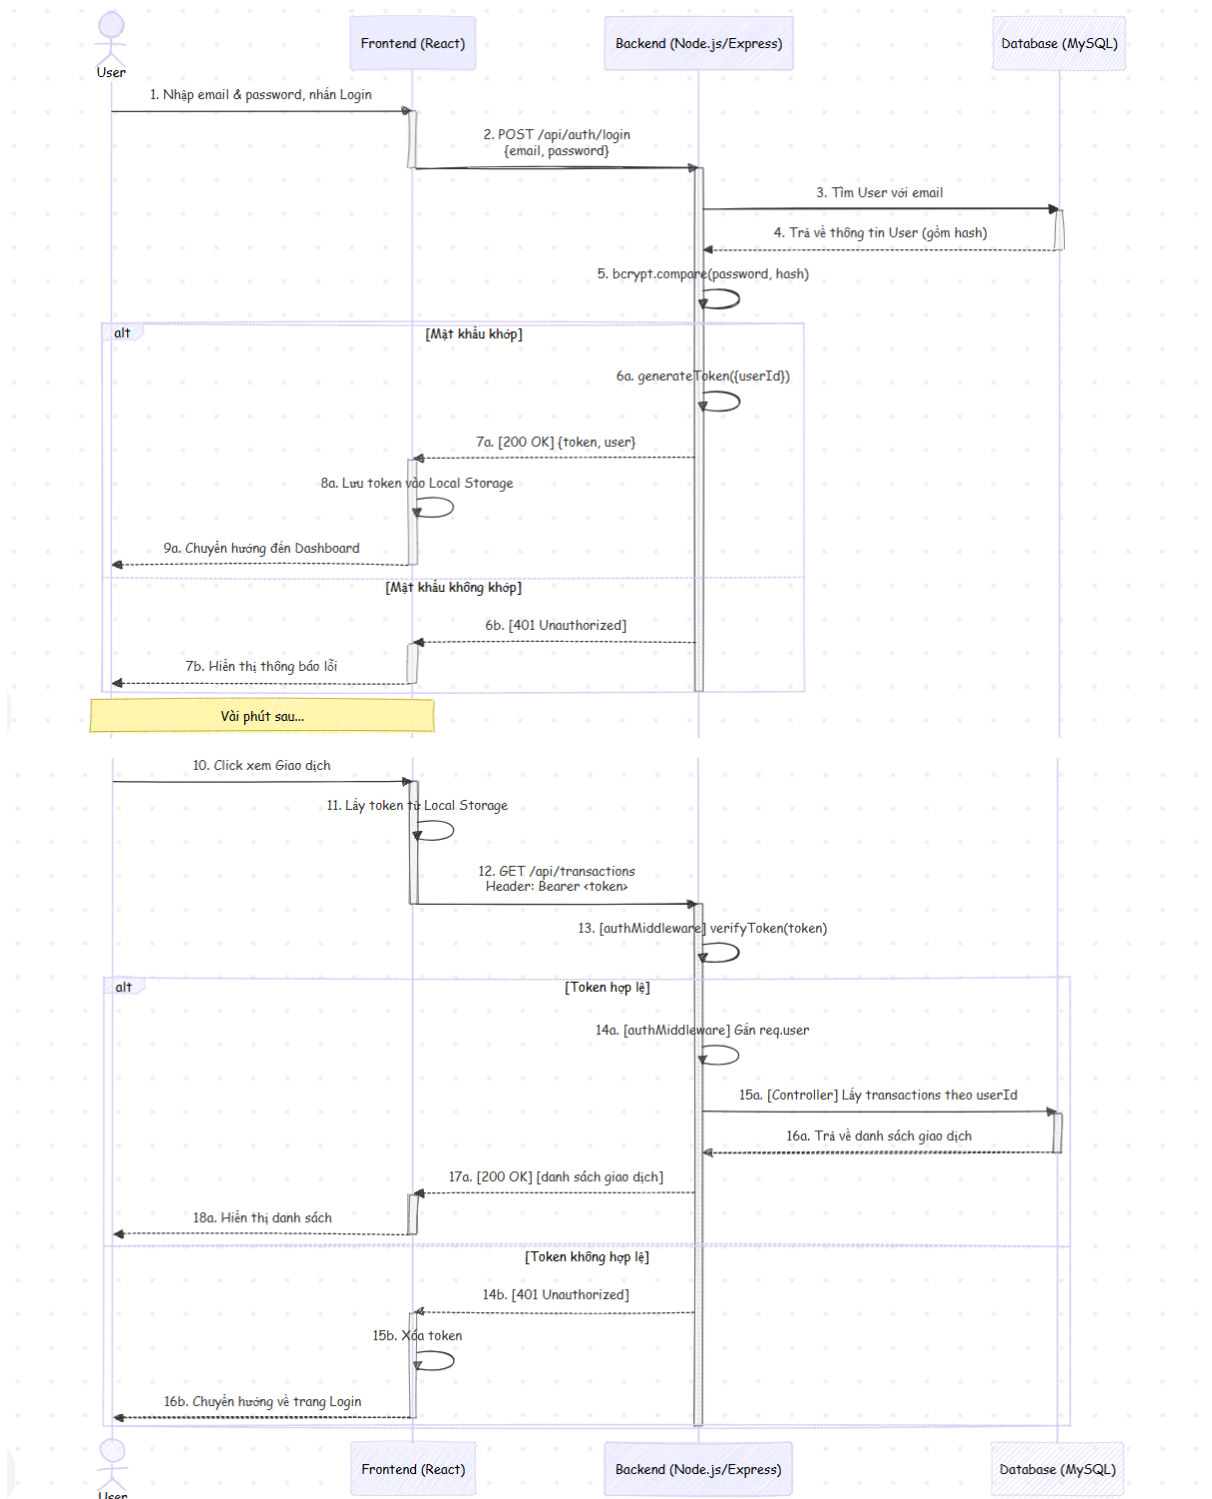 User
Frontend (React)
Backend (Node.js/Express)
Database (MySQL)
1. Nhập email & password, nhấn Login
2. POST /api/auth/login
{email, password}
3. Tìm User với email
4. Trả về thông tin User (gồm hash)
5. bcrypt.compare(password, hash)
alt
[Mật khẩu khớp]
6a. generateToken({userId})
7a. [200 OK] {token, user}
8a. Lưu token vào Local Storage
9a. Chuyển hướng đến Dashboard
[Mật khẩu không khớp]
6b. [401 Unauthorized]
7b. Hiển thị thông báo lỗi
Vài phút sau...
10. Click xem Giao dịch
11. Lấy token từ Local Storage
12. GET /api/transactions
Header: Bearer <token>
13. [authMiddleware] verifyToken(token)
alt
[Token hợp lệ]
14a. [authMiddleware] Gắn req.user
15a. [Controller] Lấy transactions theo userId
16a. Trả về danh sách giao dịch
17a. [200 OK] [danh sách giao dịch]
18a. Hiển thị danh sách
[Token không hợp lệ]
14b. [401 Unauthorized]
15b. Xóa token
16b. Chuyển hướng về trang Login
Frontend (React)
Backend (Node.js/Express)
Database (MySQL)
User